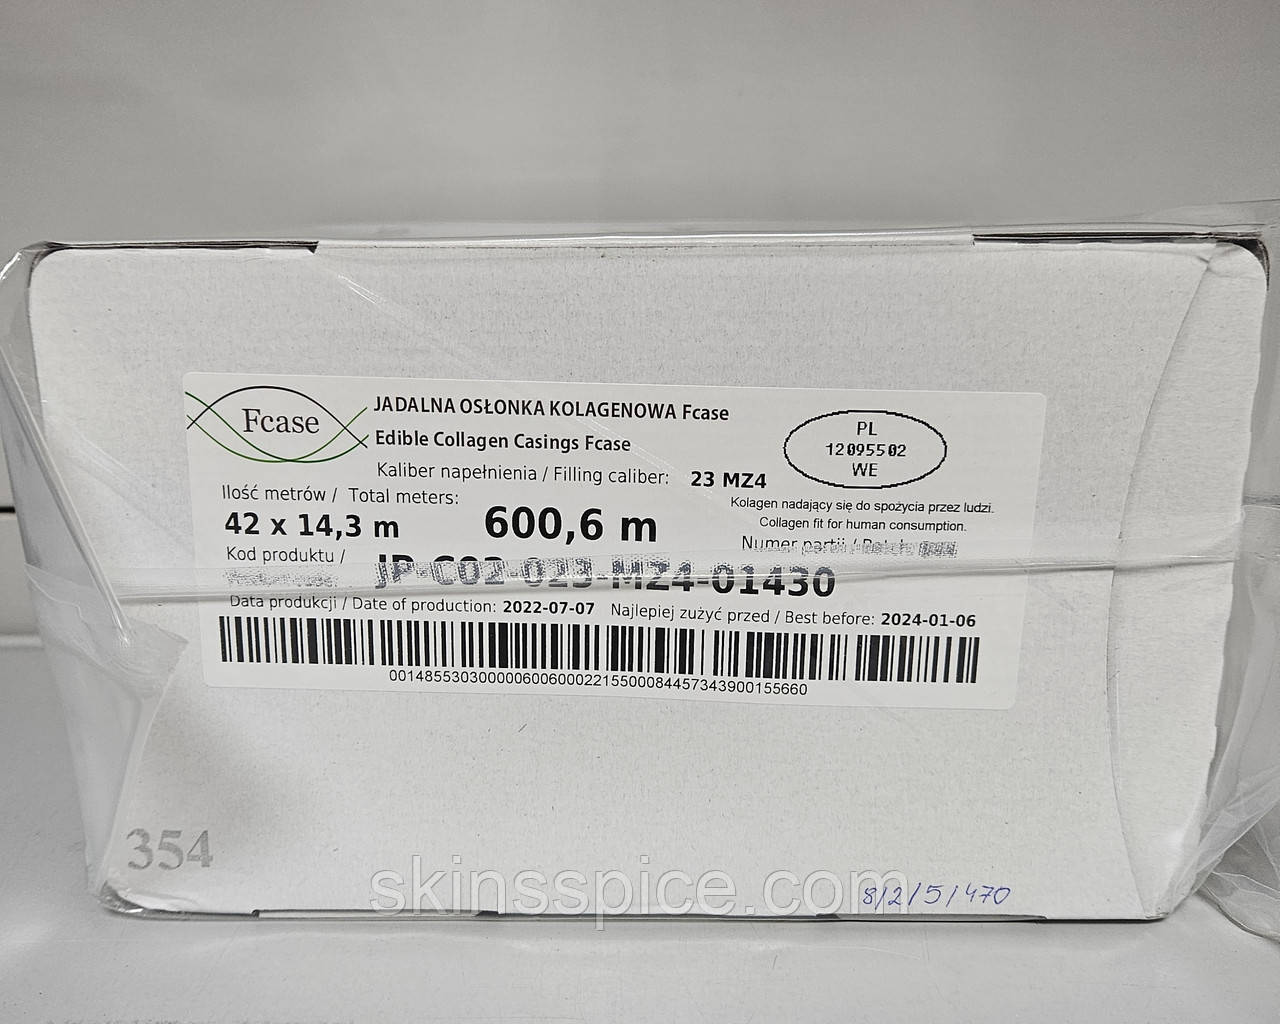 Fcase
JADALNA OSŁONKA KOLAGENOWA Fcase
Edible Collagen Casings Fcase
Kaliber napełnienia / Filling caliber: 23 MZ4
PL
12095502
WE
Ilość metrów / Total meters:
42 x 14,3 m 600,6 m
Kolagen nadający się do spożycia przez ludzi.
Collagen fit for human consumption.
Numer partii /
Kod produktu /
JP-C02-023-MZ4-01430
Data produkcji / Date of production: 2022-07-07 Najlepiej zużyć przed / Best before: 2024-01-06
00148553030000060060002215500084457343900155660
354
skinsspice.com
8/2/5/470